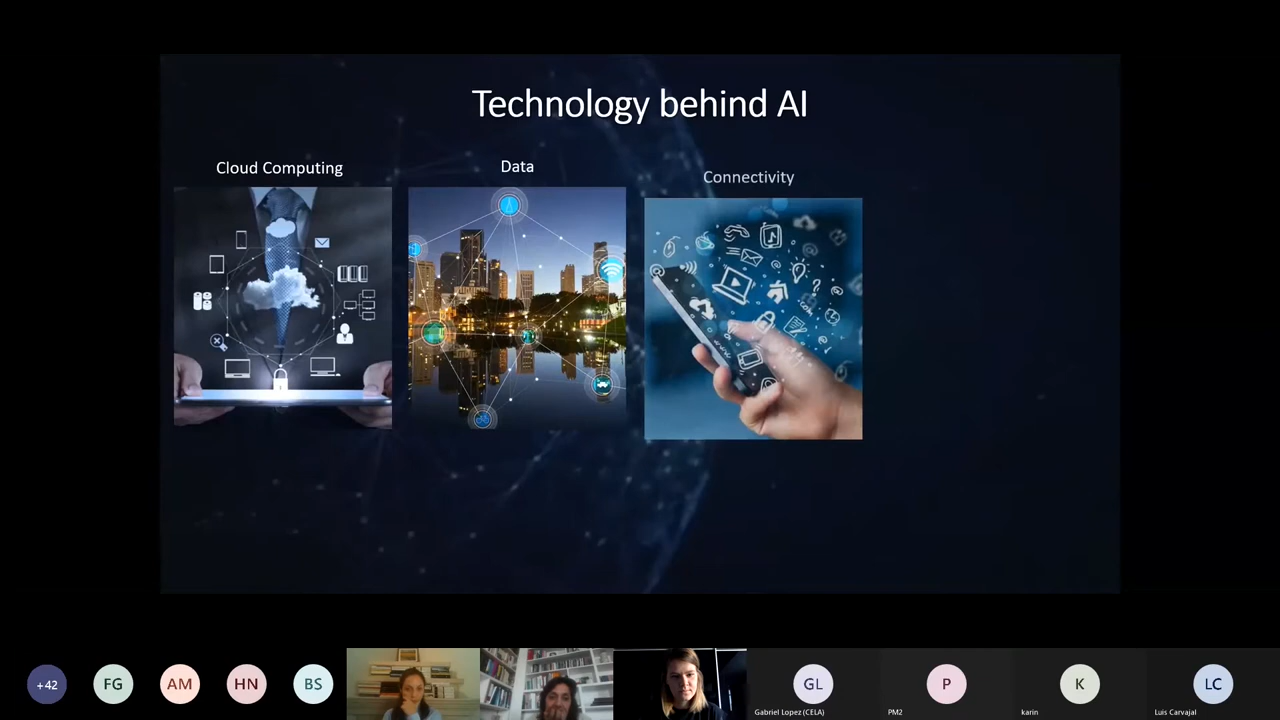 Technology behind AI
Cloud Computing
Data
Connectivity
+42
FG
AM
HN
BS
GL
Gabriel Lopez (CELA)
P
PM2
K
karin
LC
Luis Carvajal